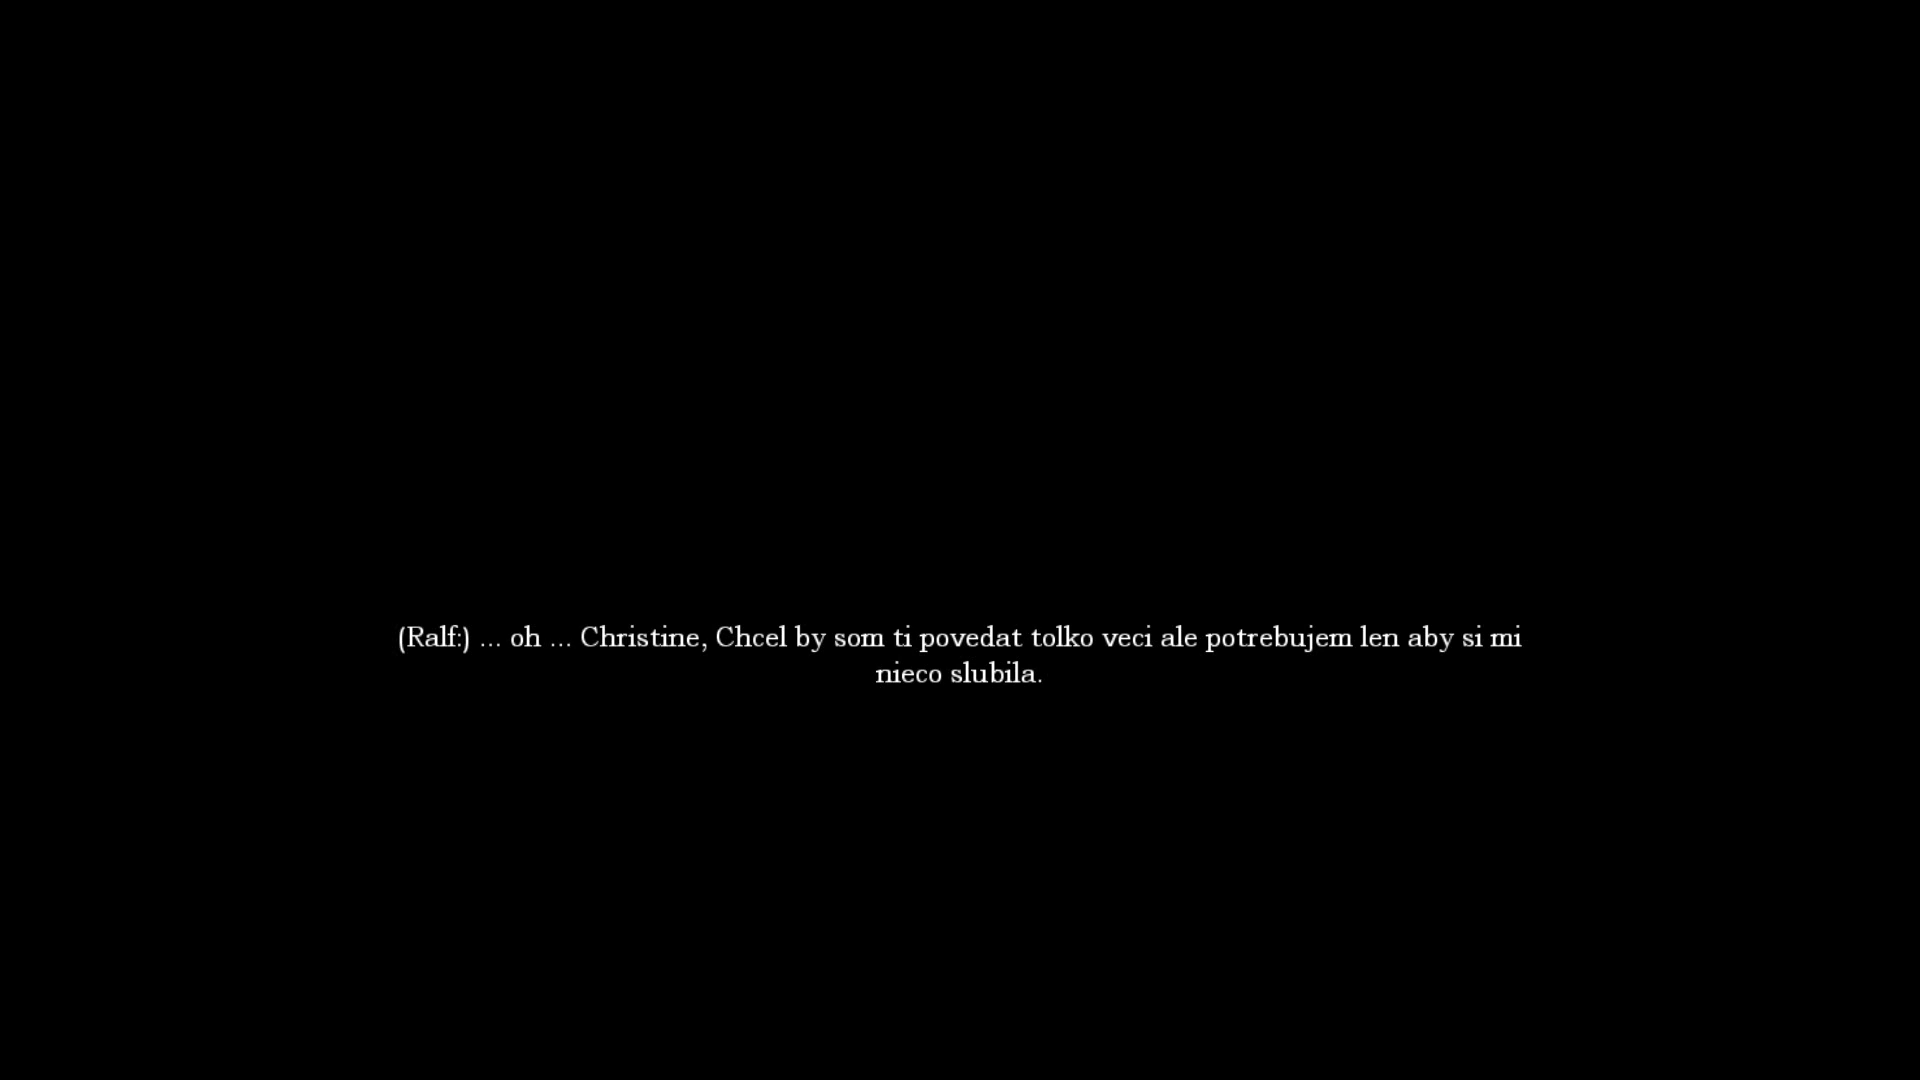 (Ralf:) ... oh ... Christine, Chcel by som ti povedat tolko veci ale potrebujem len aby si mi
nieco slubila.